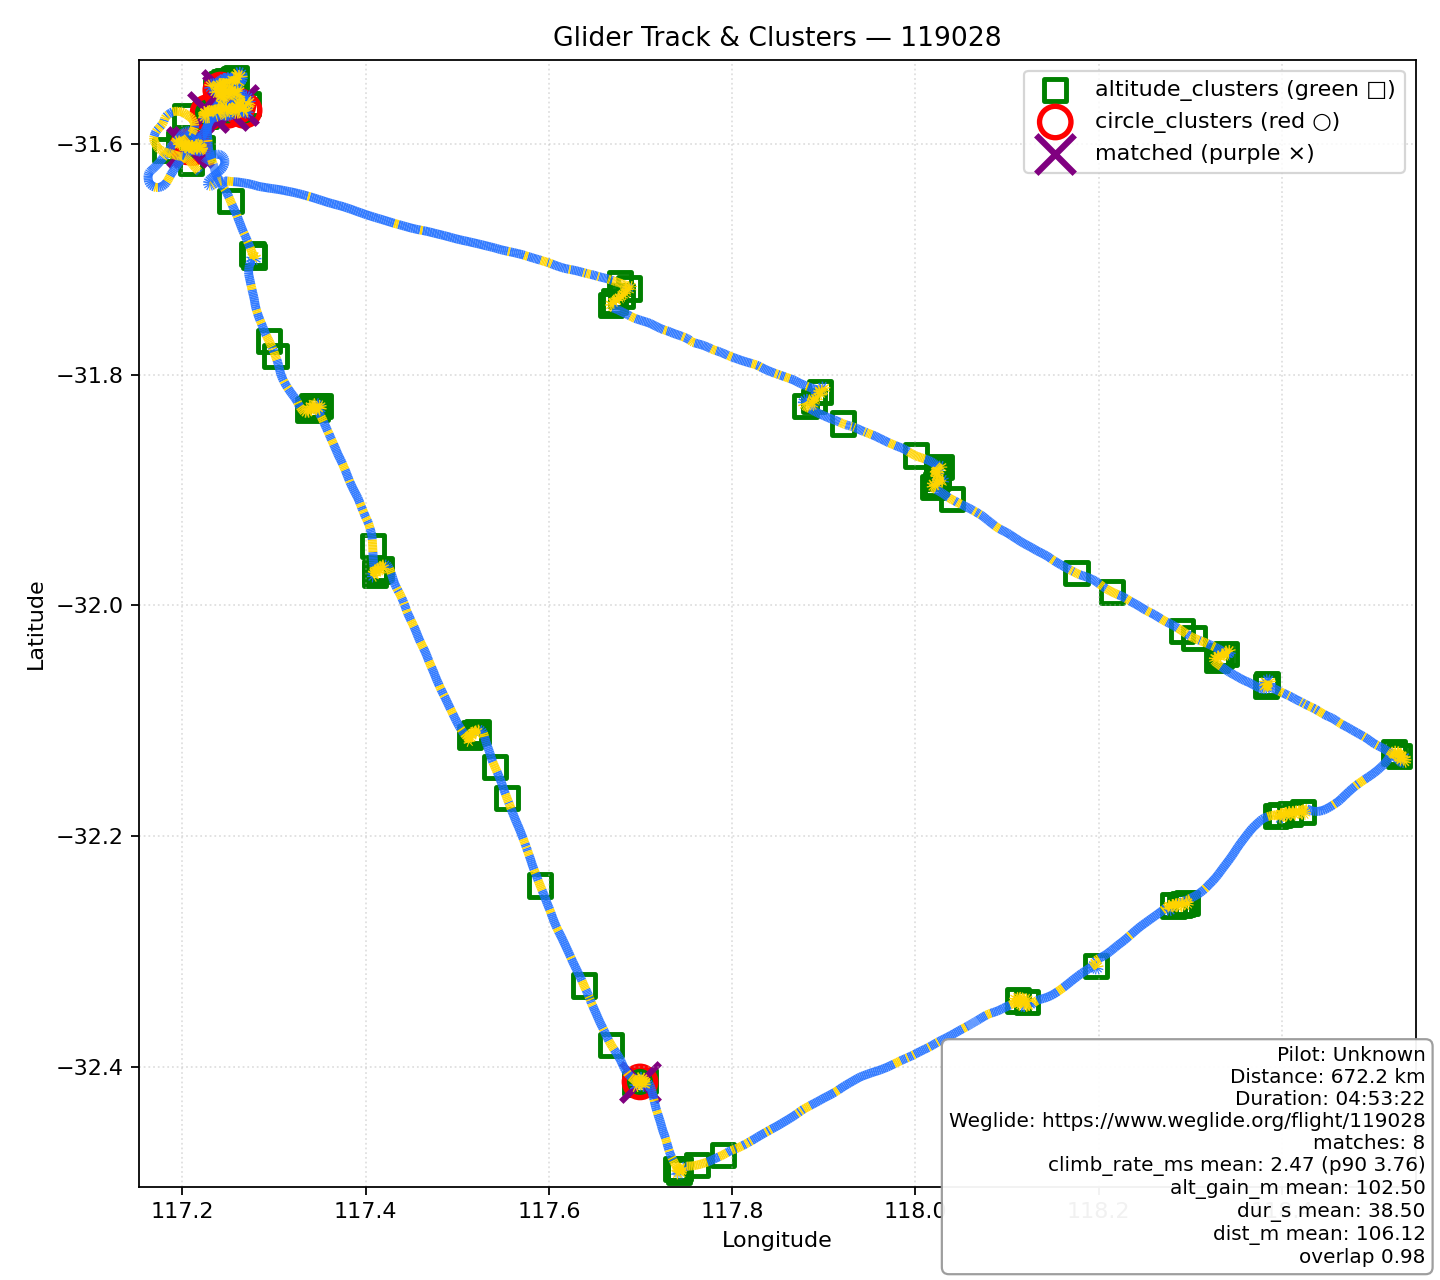 Glider Track & Clusters — 119028
altitude_clusters (green □)
circle_clusters (red ○)
matched (purple ×)
Latitude
−31.6
−31.8
−32.0
−32.2
−32.4
117.2
117.4
117.6
117.8
118.0
118.2
Longitude
Pilot: Unknown
Distance: 672.2 km
Duration: 04:53:22
Weglide: https://www.weglide.org/flight/119028
matches: 8
climb_rate_ms mean: 2.47 (p90 3.76)
alt_gain_m mean: 102.50
dur_s mean: 38.50
dist_m mean: 106.12
overlap 0.98